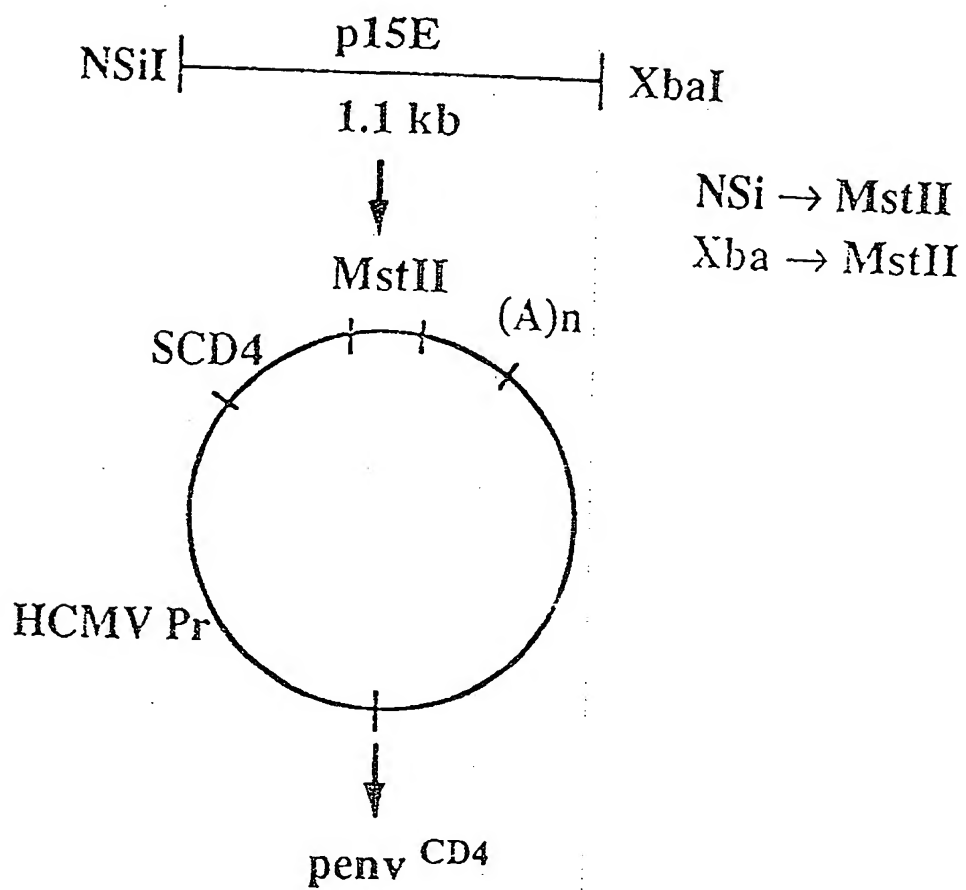 p15E
NSiI
XbaI
1.1 kb
NSi → MstII
Xba → MstII
MstII
(A)n
SCD4
HCMV Pr
penv CD4